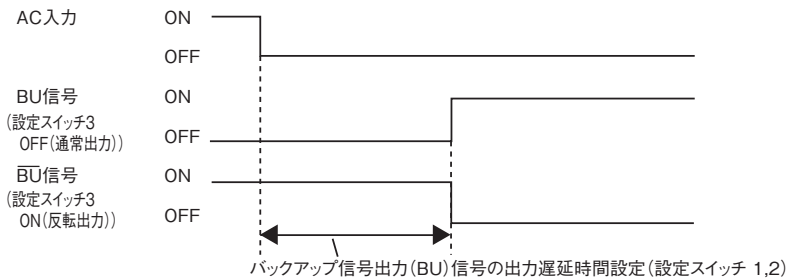 AC入力 ON
OFF
BU信号 ON
(設定スイッチ3
OFF(通常出力)) OFF
B̅U̅信号 ON
(設定スイッチ3
ON(反転出力)) OFF
バックアップ信号出力(BU)信号の出力遅延時間設定(設定スイッチ 1,2)